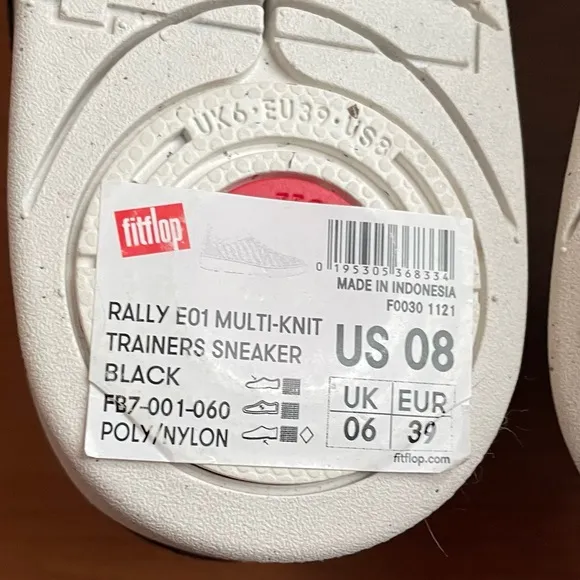 UK6·EU39·US8
fitflop
0 195305 368334
MADE IN INDONESIA
F0030 1121
RALLY E01 MULTI-KNIT
TRAINERS SNEAKER
BLACK
FB7-001-060
POLY/NYLON
US 08
UK EUR
06 39
fitflop.com